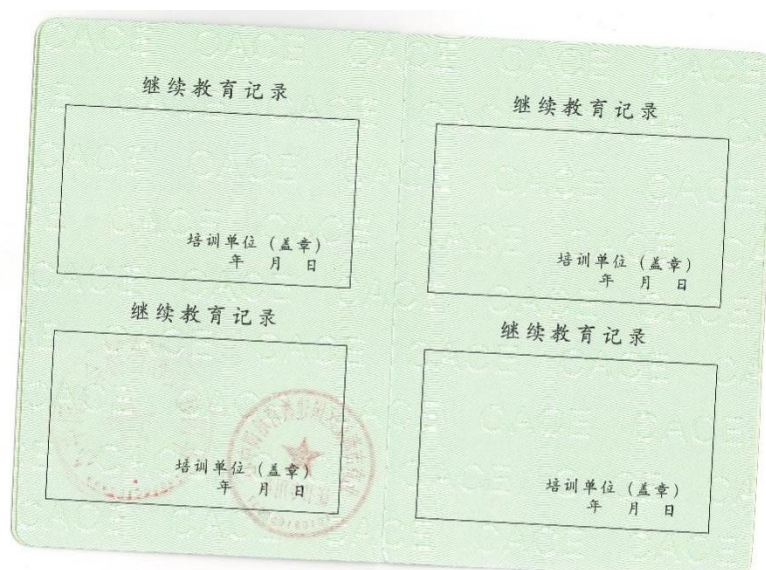 继续教育记录
培训单位（盖章）
年 月 日
继续教育记录
培训单位（盖章）
年 月 日
继续教育记录
培训单位（盖章）
年 月 日
继续教育记录
培训单位（盖章）
年 月 日
CACE